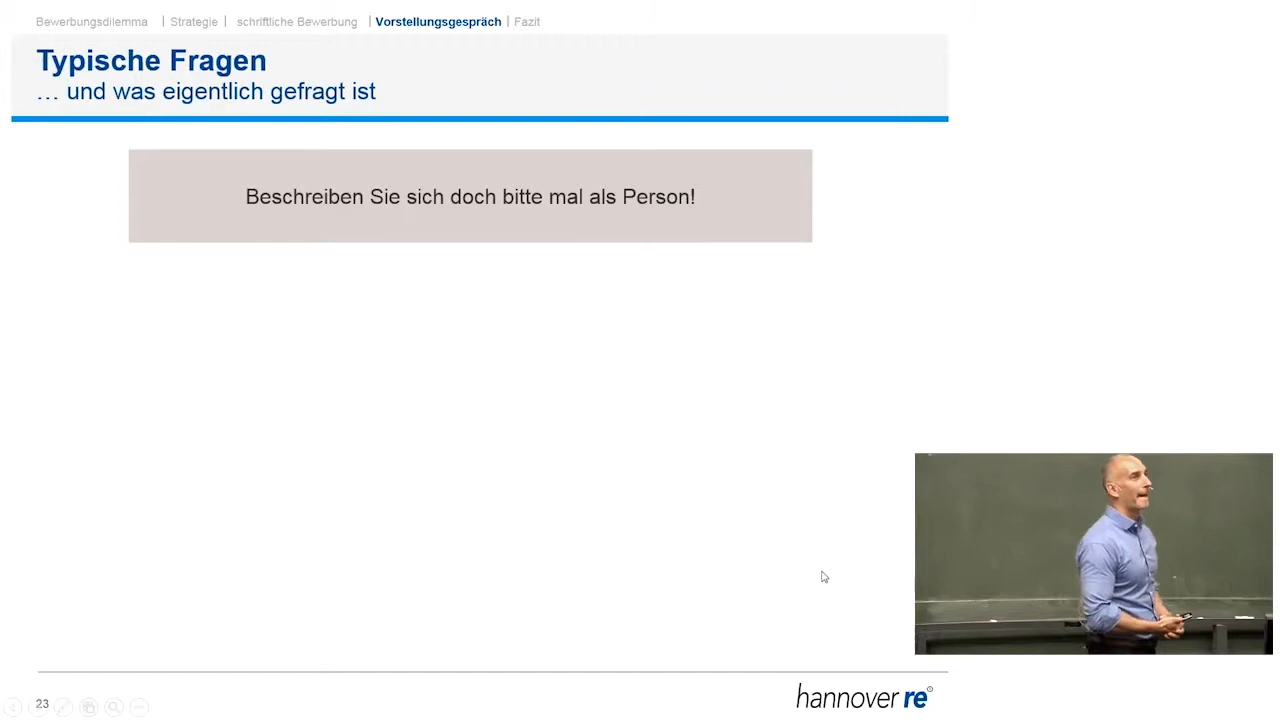 Bewerbungsdilemma | Strategie | schriftliche Bewerbung | Vorstellungsgespräch | Fazit
Typische Fragen
… und was eigentlich gefragt ist
Beschreiben Sie sich doch bitte mal als Person!
23
hannover re®